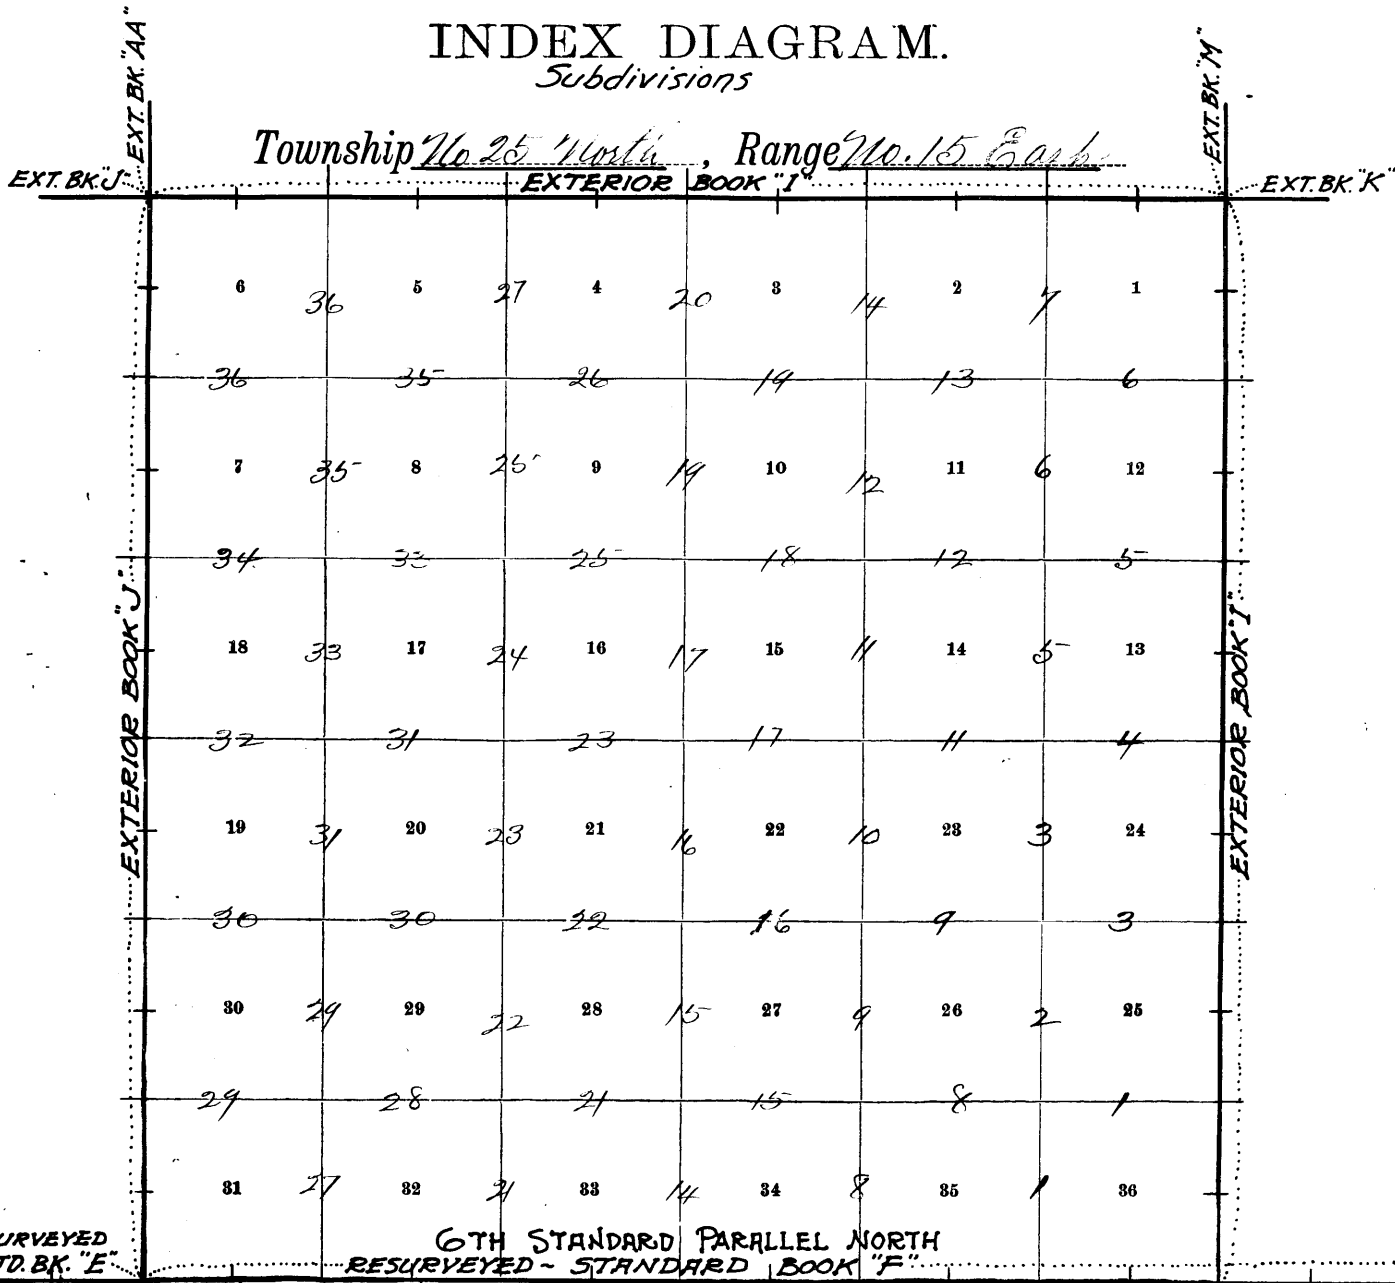 INDEX DIAGRAM.
Subdivisions
Township No 25 North, Range No. 15 East
EXT. BK. "AA"
EXT. BK. "M"
EXT. BK. "J"
EXTERIOR BOOK "I"
EXT. BK. "K"
6 36 5 27 4 20 3 14 2 7 1
36 35 26 19 13 6
7 35 8 25 9 19 10 12 11 6 12
34 33 25 18 12 5
18 33 17 24 16 17 15 11 14 5 13
32 31 23 17 11 4
19 31 20 23 21 16 22 10 23 3 24
30 30 22 16 9 3
30 29 29 22 28 15 27 9 26 2 25
29 28 21 15 8 1
31 27 32 21 33 14 34 8 35 1 36
EXTERIOR BOOK "J"
EXTERIOR BOOK "I"
6TH STANDARD PARALLEL NORTH
RESURVEYED ~ STANDARD BOOK "F"
URVEYED
TD. BK. "E"